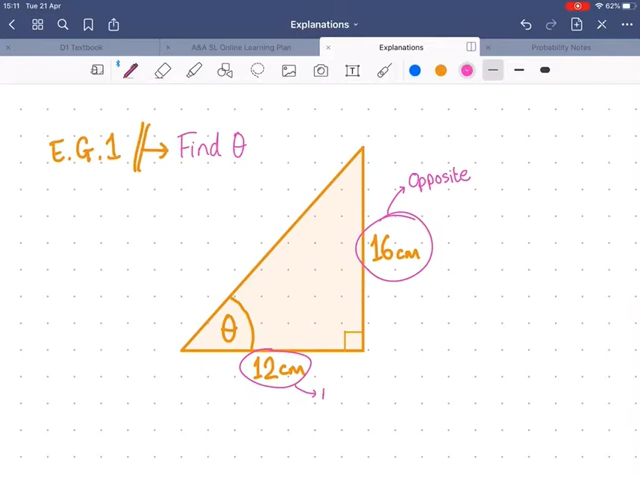 15:11 Tue 21 Apr
62%
Explanations
D1 Textbook
A&A SL Online Learning Plan
Explanations
Probability Notes
T
E.G.1 Find θ
Opposite
16cm
θ
12cm